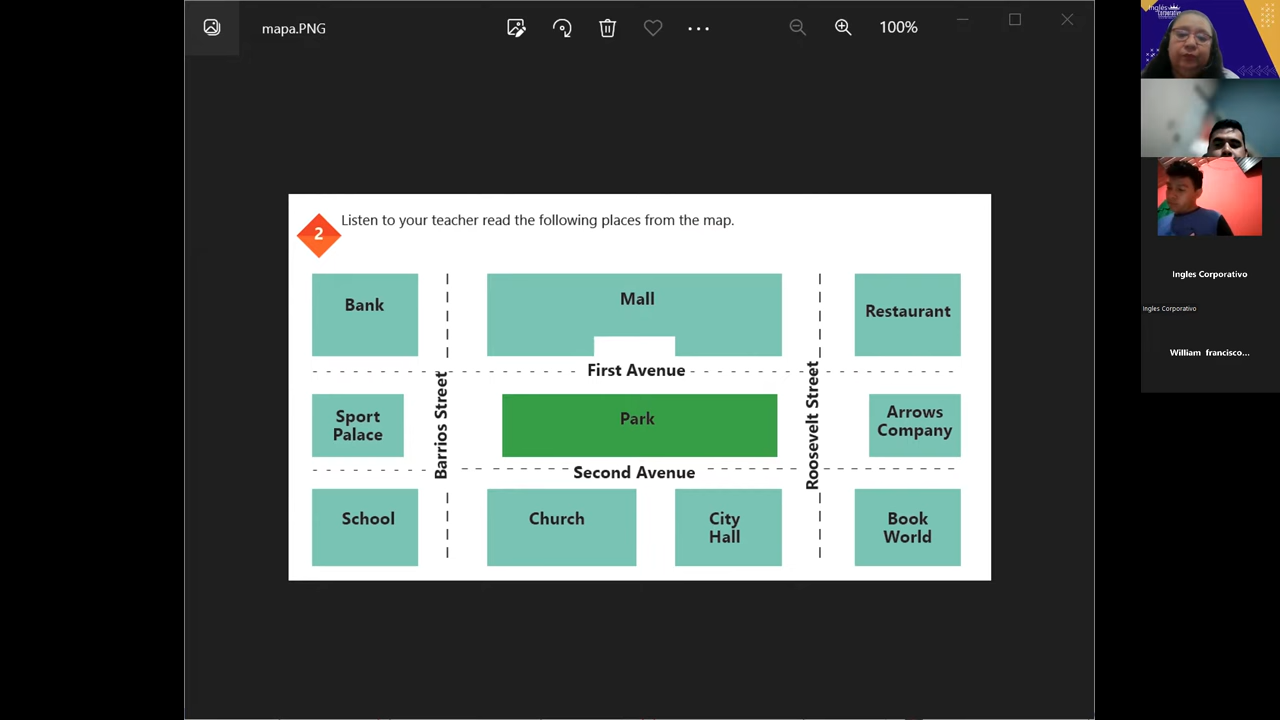 mapa.PNG
100%
2
Listen to your teacher read the following places from the map.
Bank
Mall
Restaurant
First Avenue
Barrios Street
Roosevelt Street
Sport
Palace
Park
Arrows
Company
Second Avenue
School
Church
City
Hall
Book
World
Inglés
Corporativo
Ingles Corporativo
Ingles Corporativo
William francisco...